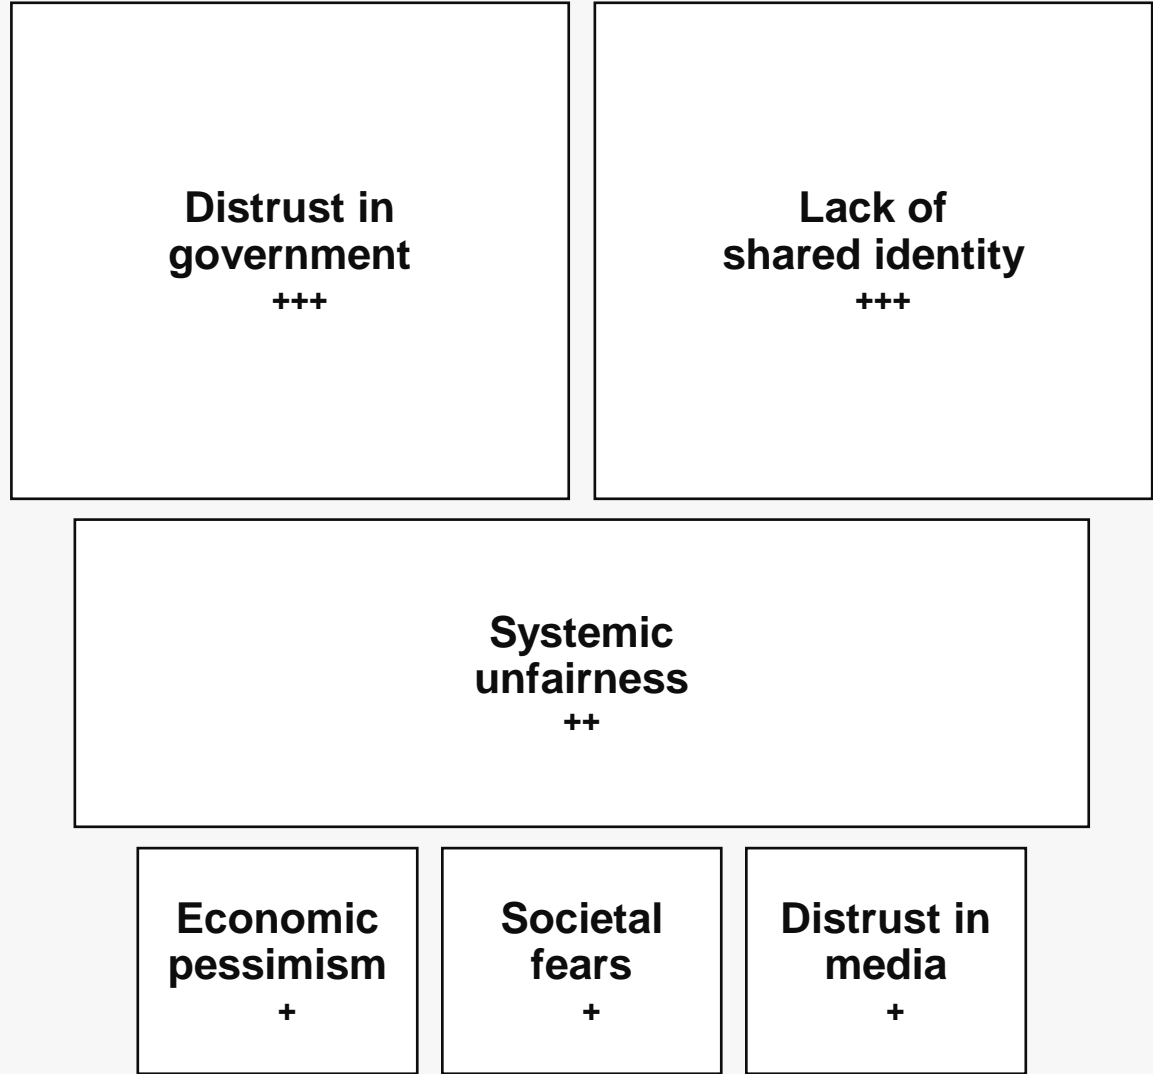 Distrust in
government
+++
Lack of
shared identity
+++
Systemic
unfairness
++
Economic
pessimism
+
Societal
fears
+
Distrust in
media
+